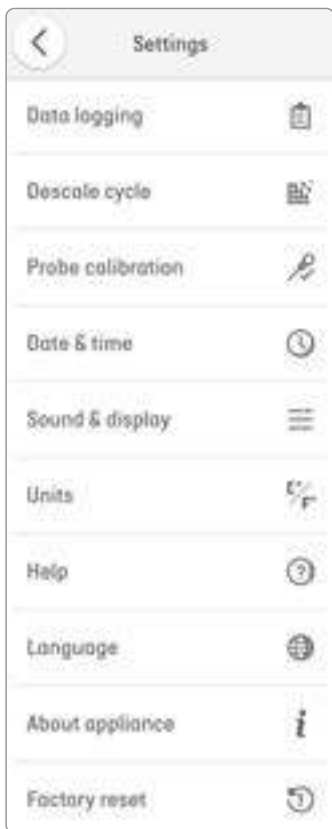 Settings
Data logging
Descale cycle
Probe calibration
Date & time
Sound & display
Units
C°/F°
Help
Language
About appliance
Factory reset